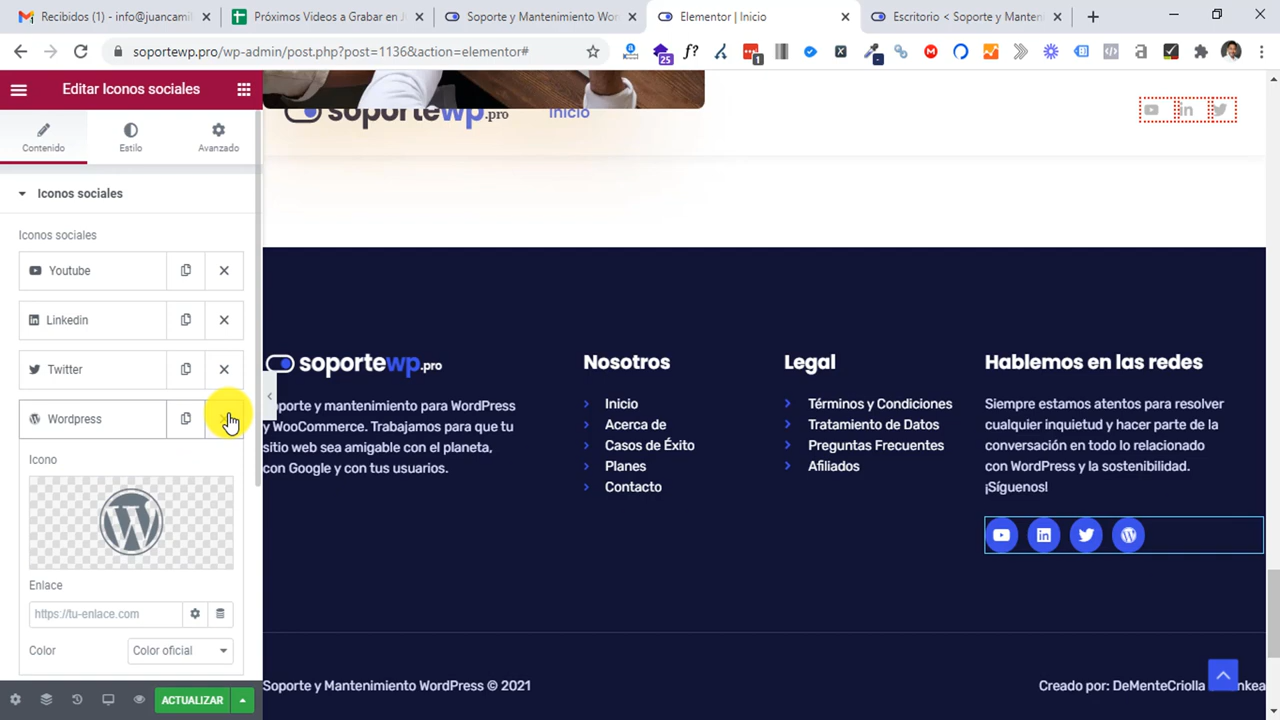 Recibidos (1) - info@juancamil
Próximos Videos a Grabar en J
Soporte y Mantenimiento Wor
Elementor | Inicio
Escritorio < Soporte y Manteni
soportewp.pro/wp-admin/post.php?post=1136&action=elementor#
25
f?
1
Editar Iconos sociales
Contenido
Estilo
Avanzado
Iconos sociales
Iconos sociales
Youtube
Linkedin
Twitter
Wordpress
Icono
Enlace
https://tu-enlace.com
Color
Color oficial
ACTUALIZAR
soportewp.pro
Inicio
soportewp.pro
oporte y mantenimiento para WordPress
y WooCommerce. Trabajamos para que tu
sitio web sea amigable con el planeta,
con Google y con tus usuarios.
Nosotros
Inicio
Acerca de
Casos de Éxito
Planes
Contacto
Legal
Términos y Condiciones
Tratamiento de Datos
Preguntas Frecuentes
Afiliados
Hablemos en las redes
Siempre estamos atentos para resolver
cualquier inquietud y hacer parte de la
conversación en todo lo relacionado
con WordPress y la sostenibilidad.
¡Síguenos!
Soporte y Mantenimiento WordPress © 2021
Creado por: DeMenteCriolla